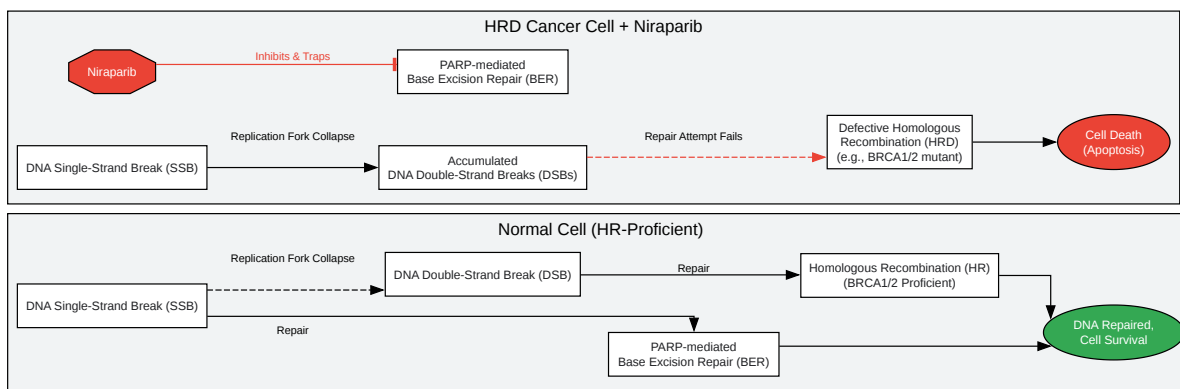 HRD Cancer Cell + Niraparib
Niraparib
Inhibits & Traps
PARP-mediated
Base Excision Repair (BER)
DNA Single-Strand Break (SSB)
Replication Fork Collapse
Accumulated
DNA Double-Strand Breaks (DSBs)
Repair Attempt Fails
Defective Homologous
Recombination (HRD)
(e.g., BRCA1/2 mutant)
Cell Death
(Apoptosis)
Normal Cell (HR-Proficient)
DNA Single-Strand Break (SSB)
Replication Fork Collapse
DNA Double-Strand Break (DSB)
Repair
Homologous Recombination (HR)
(BRCA1/2 Proficient)
Repair
PARP-mediated
Base Excision Repair (BER)
DNA Repaired,
Cell Survival